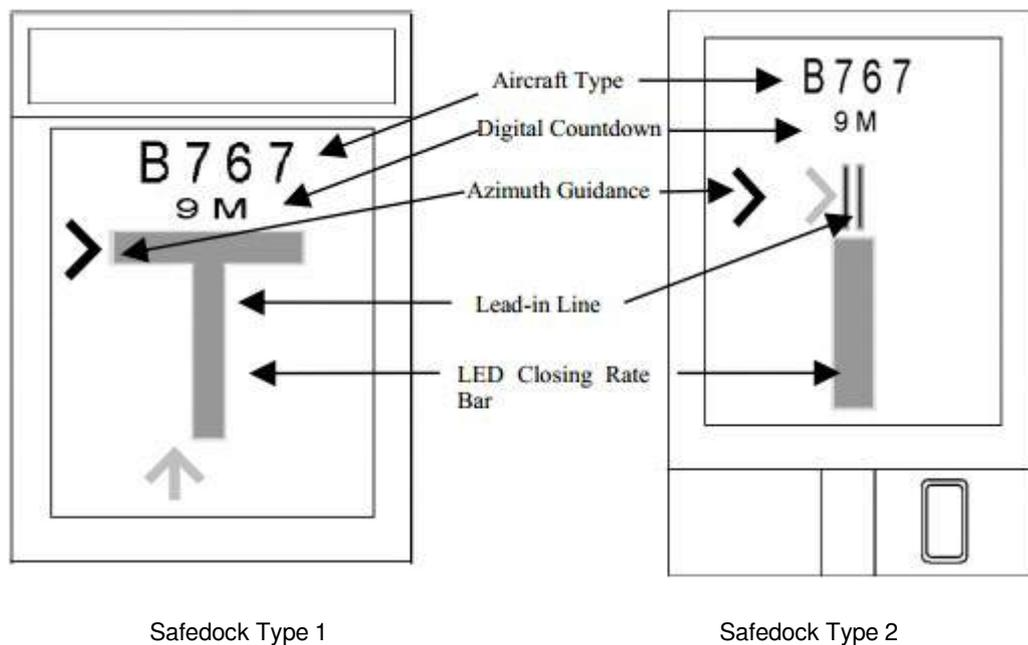 Aircraft Type
B767
Digital Countdown
9M
B767
Azimuth Guidance
9 M
Lead-in Line
LED Closing Rate
Bar
Safedock Type 1
Safedock Type 2